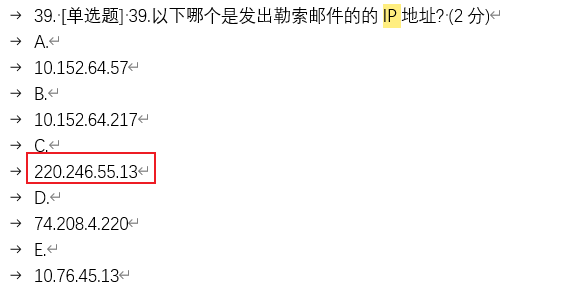 → 39.·[单选题]·39.以下哪个是发出勒索邮件的的 IP 地址?·(2 分)↵
→ A.↵
→ 10.152.64.57↵
→ B.↵
→ 10.152.64.217↵
→ C.↵
→ 220.246.55.13↵
→ D.↵
→ 74.208.4.220↵
→ E.↵
→ 10.76.45.13↵